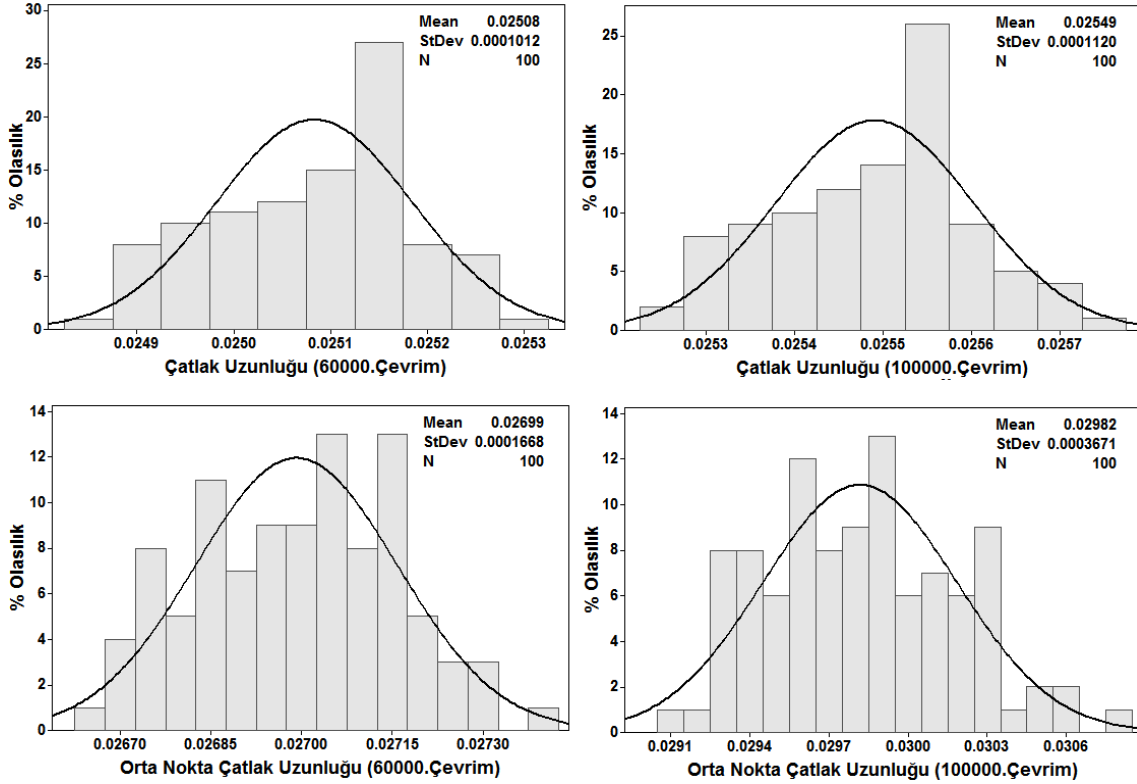 Mean 0.02508
StDev 0.0001012
N 100
% Olasılık
30
25
20
15
10
5
0
0.0249 0.0250 0.0251 0.0252 0.0253
Çatlak Uzunluğu (60000.Çevrim)
Mean 0.02549
StDev 0.0001120
N 100
% Olasılık
25
20
15
10
5
0
0.0253 0.0254 0.0255 0.0256 0.0257
Çatlak Uzunluğu (100000.Çevrim)
Mean 0.02699
StDev 0.0001668
N 100
% Olasılık
14
12
10
8
6
4
2
0
0.02670 0.02685 0.02700 0.02715 0.02730
Orta Nokta Çatlak Uzunluğu (60000.Çevrim)
Mean 0.02982
StDev 0.0003671
N 100
% Olasılık
14
12
10
8
6
4
2
0
0.0291 0.0294 0.0297 0.0300 0.0303 0.0306
Orta Nokta Çatlak Uzunluğu (100000.Çevrim)